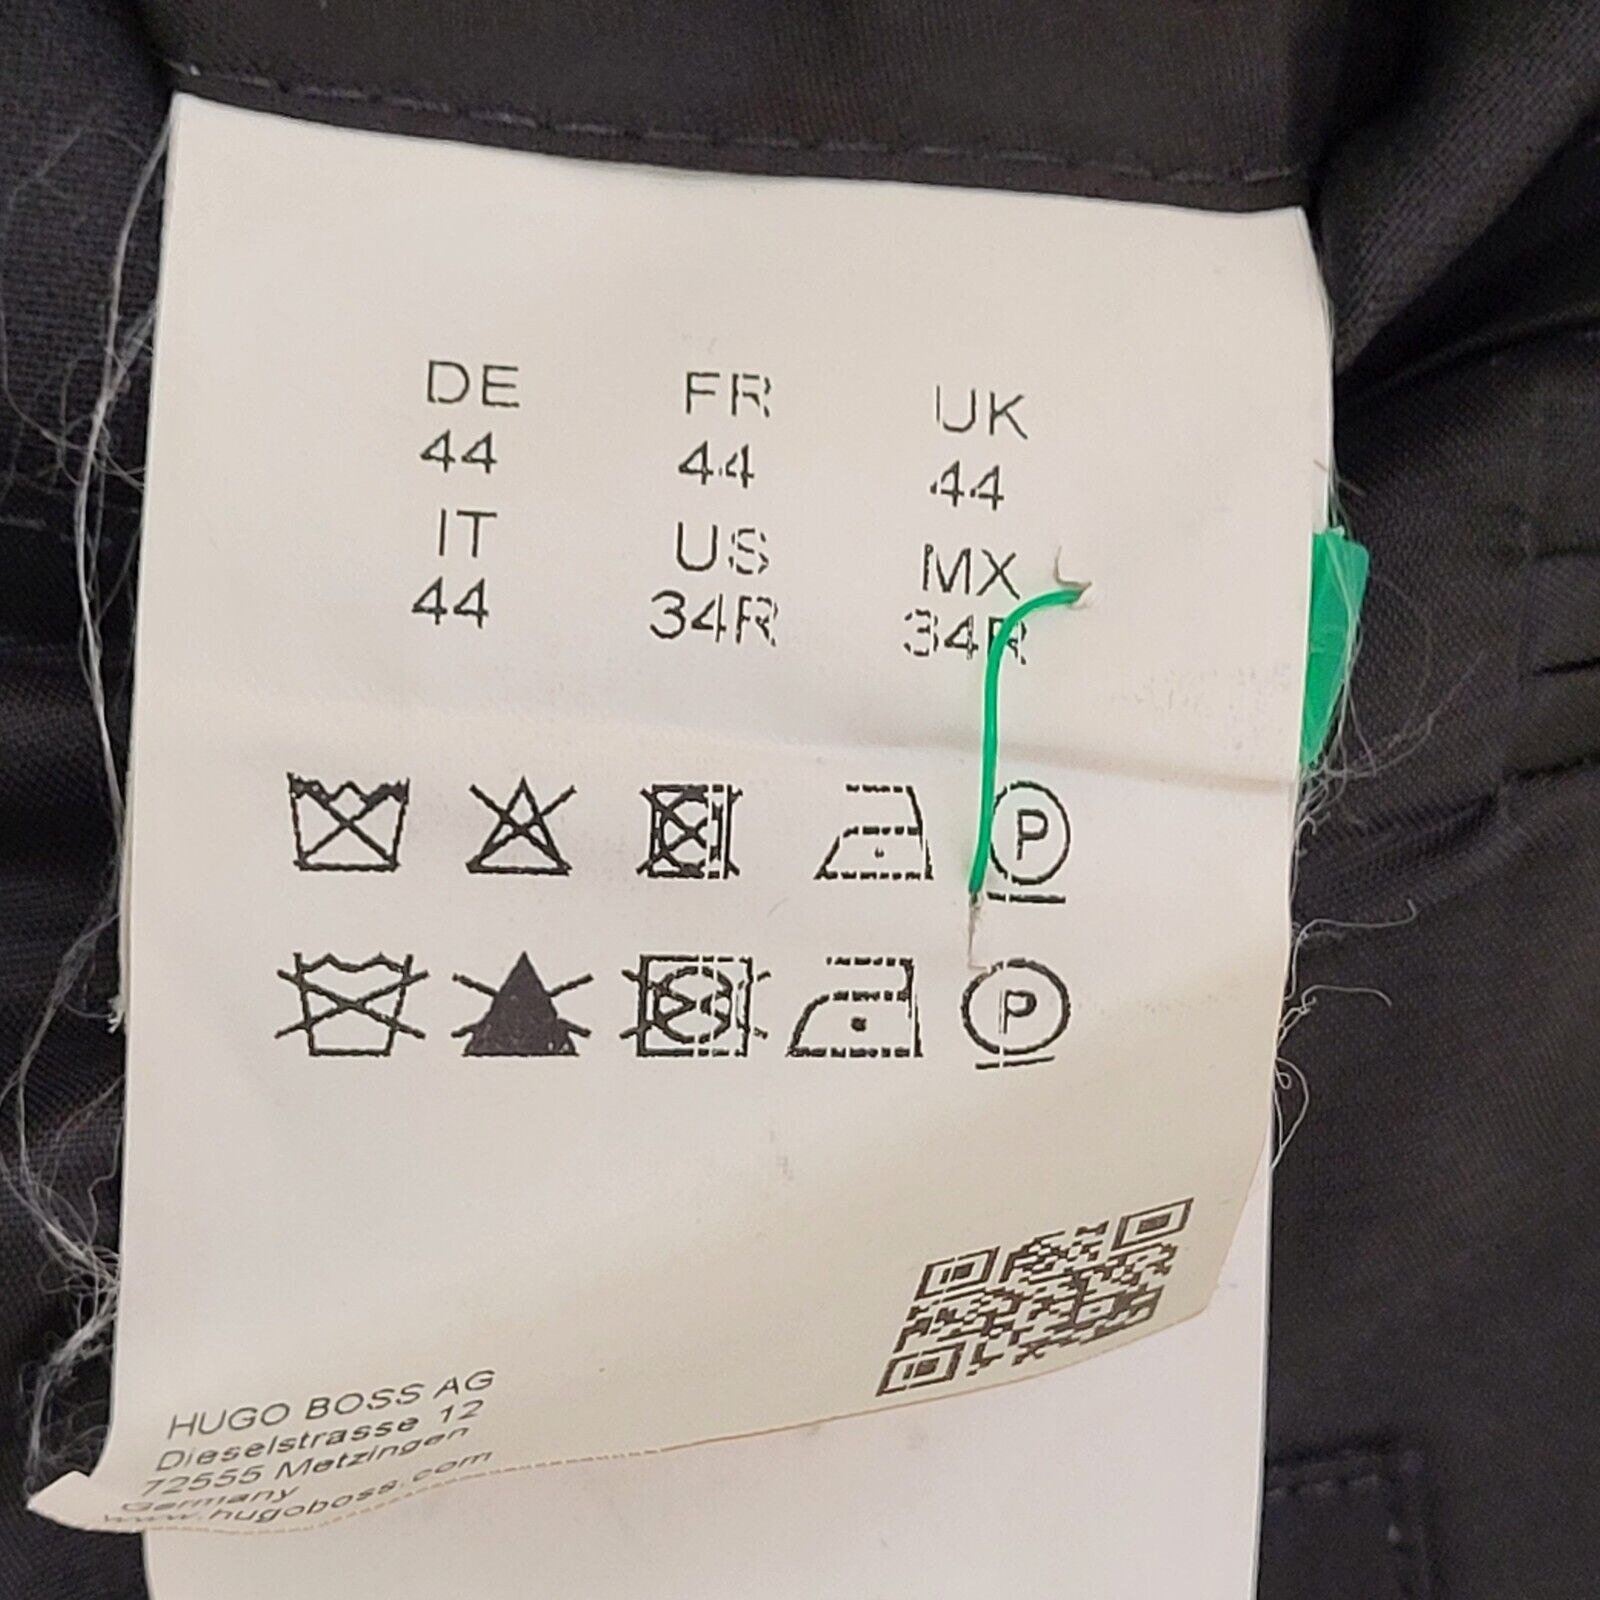 DE FR UK
44 44 44
IT US MX
44 34R 34R
P
P
HUGO BOSS AG
Dieselstrasse 12
72555 Metzingen
Germany
www.hugoboss.com